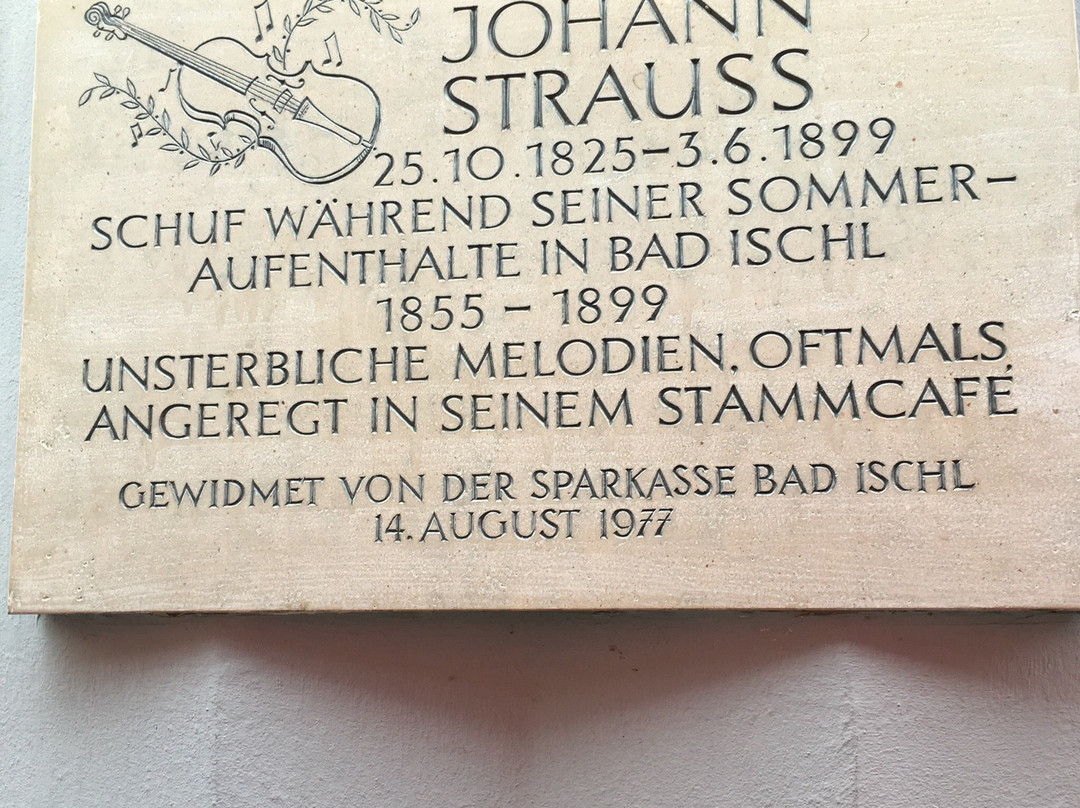 JOHANN
STRAUSS
25.10.1825-3.6.1899
SCHUF WÄHREND SEINER SOMMER-
AUFENTHALTE IN BAD ISCHL
1855 - 1899
UNSTERBLICHE MELODIEN, OFTMALS
ANGEREGT IN SEINEM STAMMCAFÉ
GEWIDMET VON DER SPARKASSE BAD ISCHL
14. AUGUST 1977